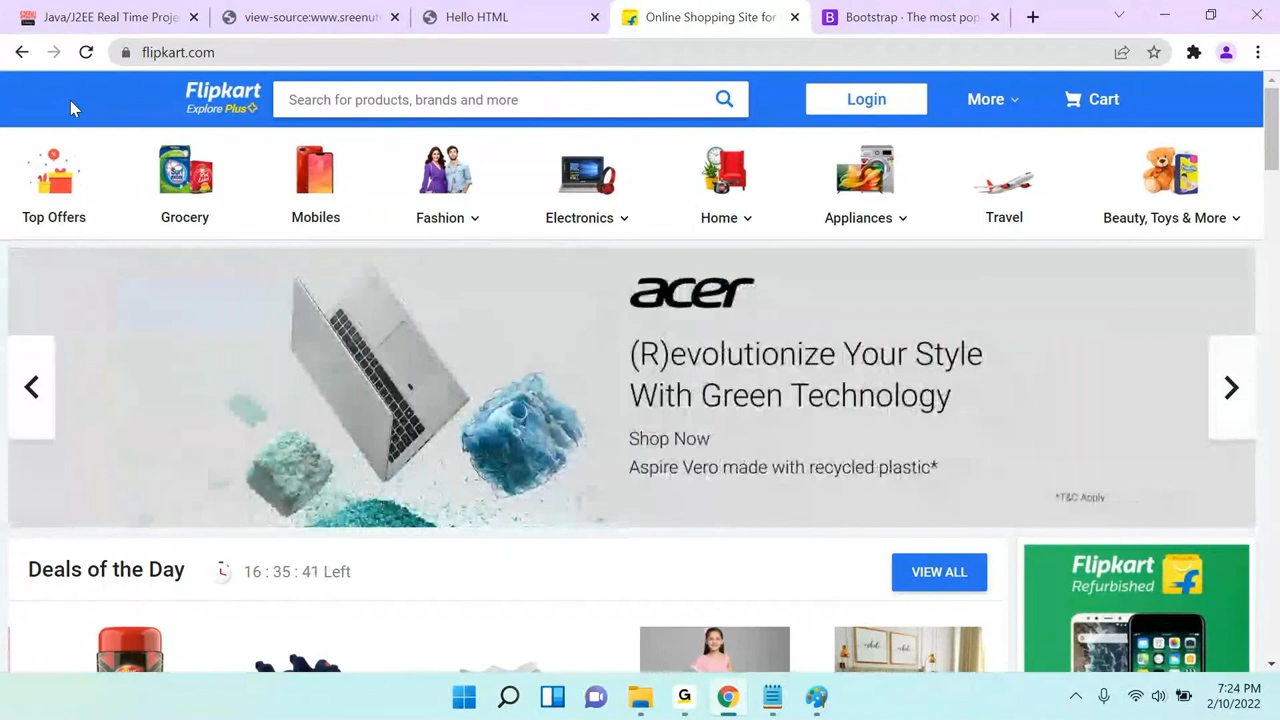 Java/J2EE Real Time Proje
view-source:www.sreenut
Hello HTML
Online Shopping Site for
Bootstrap · The most pop
flipkart.com
Flipkart
Explore Plus
Search for products, brands and more
Login
More
Cart
Top Offers
Grocery
Mobiles
Fashion
Electronics
Home
Appliances
Travel
Beauty, Toys & More
acer
(R)evolutionize Your Style
With Green Technology
Shop Now
Aspire Vero made with recycled plastic*
*T&C Apply
Deals of the Day
16 : 35 : 41 Left
VIEW ALL
Flipkart
Refurbished
7:24 PM
2/10/2022